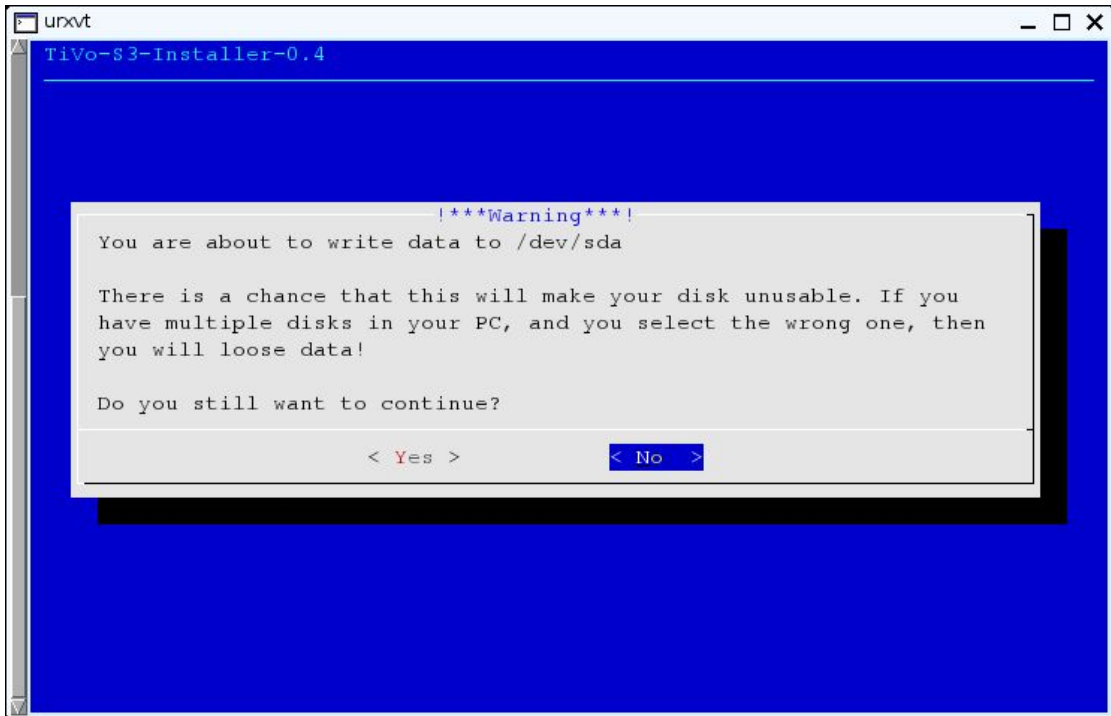 urxvt
TiVo-S3-Installer-0.4
!***Warning***!
You are about to write data to /dev/sda
There is a chance that this will make your disk unusable. If you
have multiple disks in your PC, and you select the wrong one, then
you will loose data!
Do you still want to continue?
< Yes > < No >